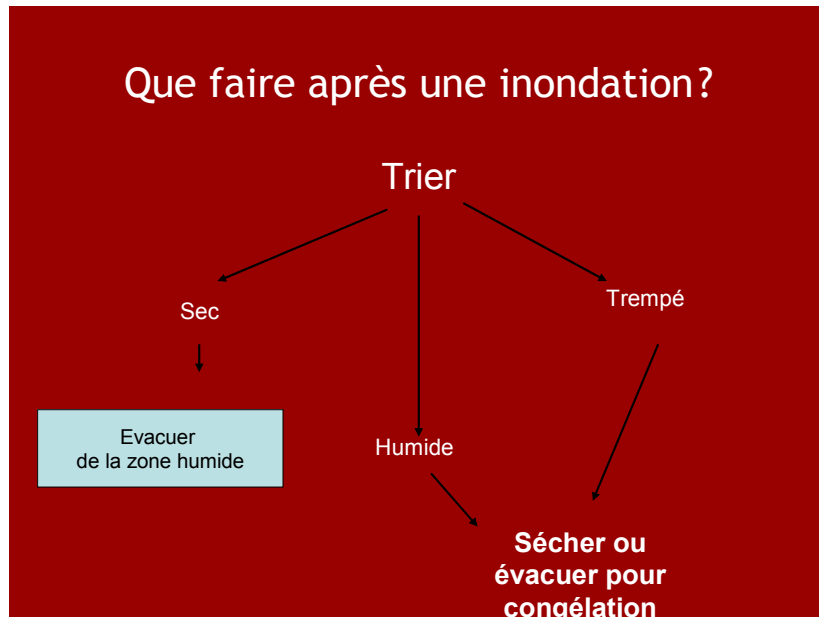 Que faire après une inondation?
Trier
Sec
Trempé
Evacuer
de la zone humide
Humide
Sécher ou
évacuer pour
congélation